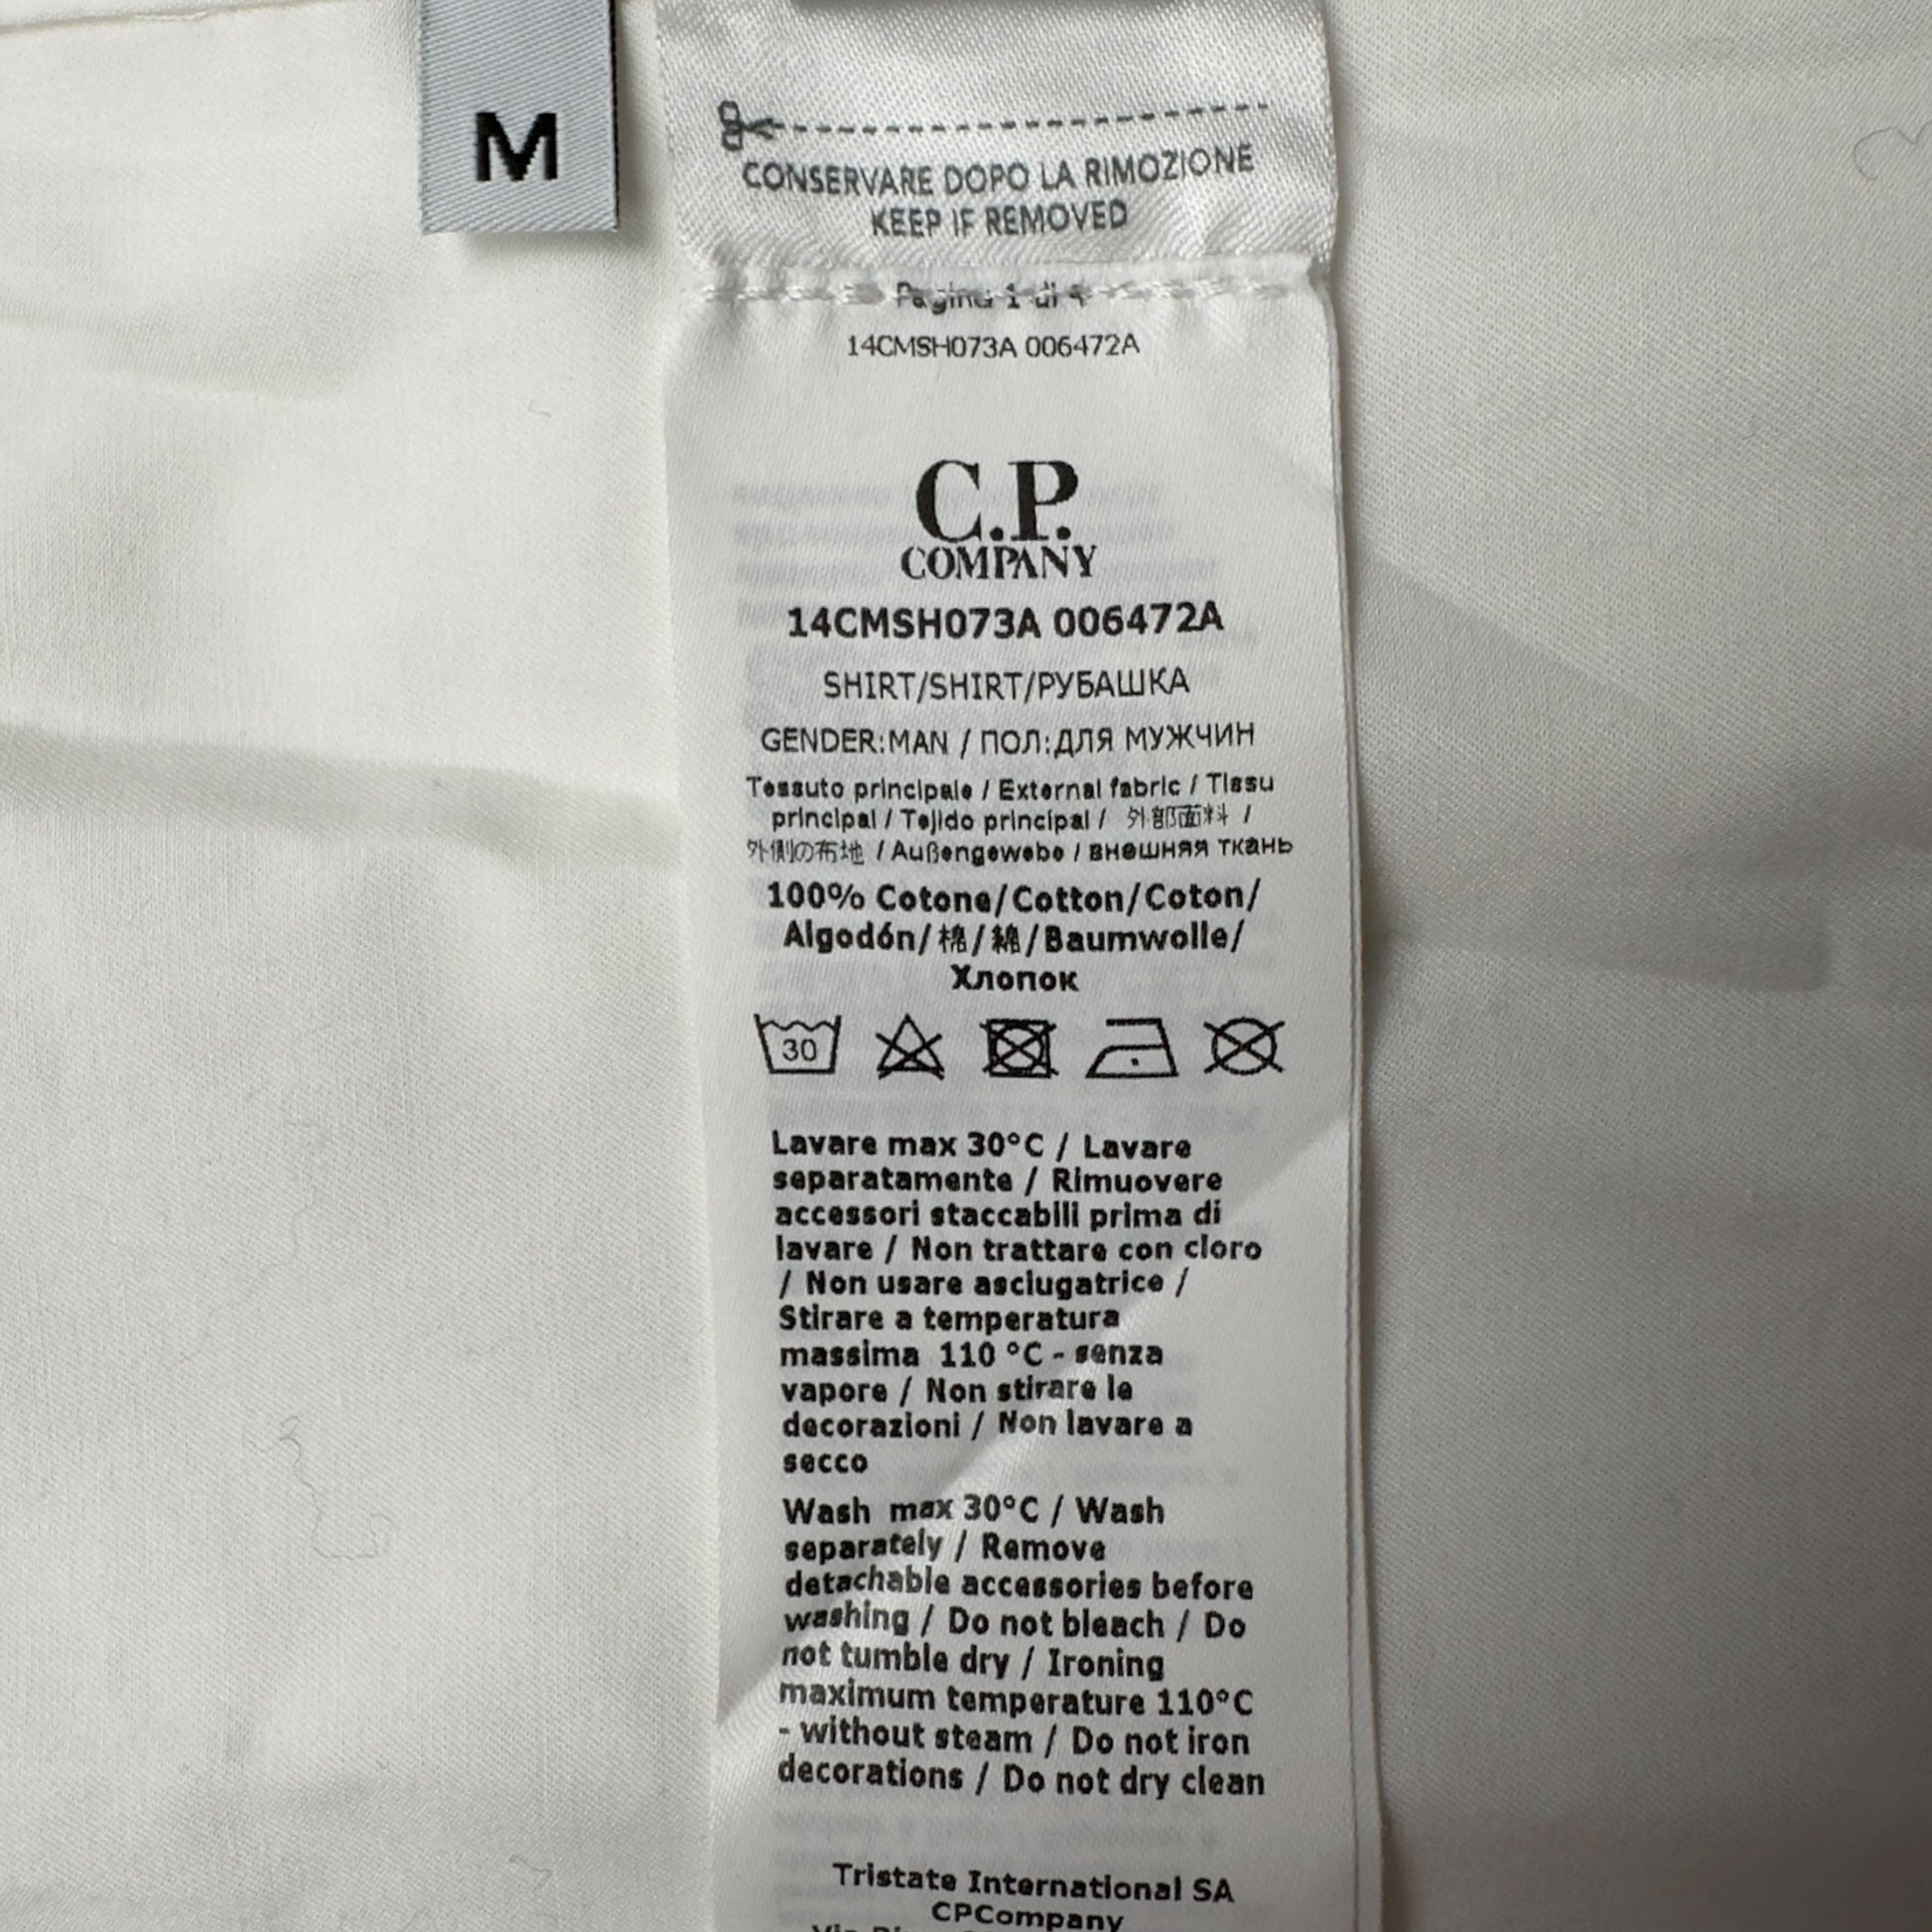 M
CONSERVARE DOPO LA RIMOZIONE
KEEP IF REMOVED
Pagina 1 di 4
14CMSH073A 006472A
C.P.
COMPANY
14CMSH073A 006472A
SHIRT/SHIRT/РУБАШКА
GENDER:MAN / ПОЛ:ДЛЯ МУЖЧИН
Tessuto principale / External fabric / Tissu
principal / Tejido principal / 外部面料 /
外側の布地 / Außengewebe / внешняя ткань
100% Cotone/Cotton/Coton/
Algodón/棉/綿/Baumwolle/
Хлопок
30
Lavare max 30°C / Lavare
separatamente / Rimuovere
accessori staccabili prima di
lavare / Non trattare con cloro
/ Non usare asciugatrice /
Stirare a temperatura
massima 110 °C - senza
vapore / Non stirare le
decorazioni / Non lavare a
secco
Wash max 30°C / Wash
separately / Remove
detachable accessories before
washing / Do not bleach / Do
not tumble dry / Ironing
maximum temperature 110°C
- without steam / Do not iron
decorations / Do not dry clean
Tristate International SA
CPCompany